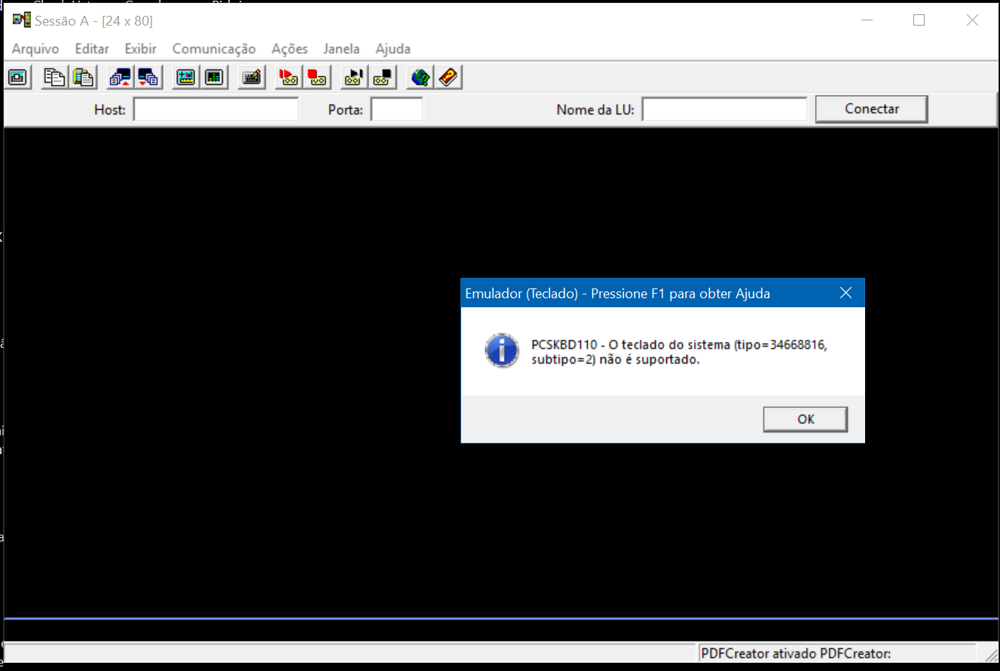 Sessão A - [24 x 80]
Arquivo Editar Exibir Comunicação Ações Janela Ajuda
Host: Porta: Nome da LU: Conectar
Emulador (Teclado) - Pressione F1 para obter Ajuda
PCSKBD110 - O teclado do sistema (tipo=34668816,
subtipo=2) não é suportado.
OK
PDFCreator ativado PDFCreator: